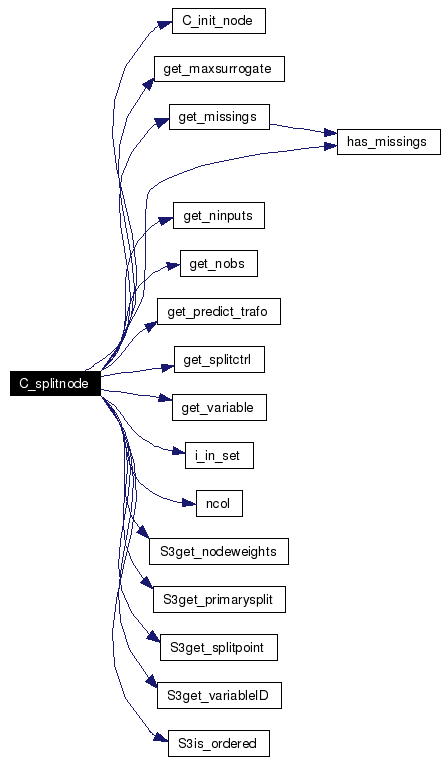 C_init_node
get_maxsurrogate
get_missings
has_missings
get_ninputs
get_nobs
get_predict_trafo
get_splitctrl
C_splitnode
get_variable
i_in_set
ncol
S3get_nodeweights
S3get_primarysplit
S3get_splitpoint
S3get_variableID
S3is_ordered